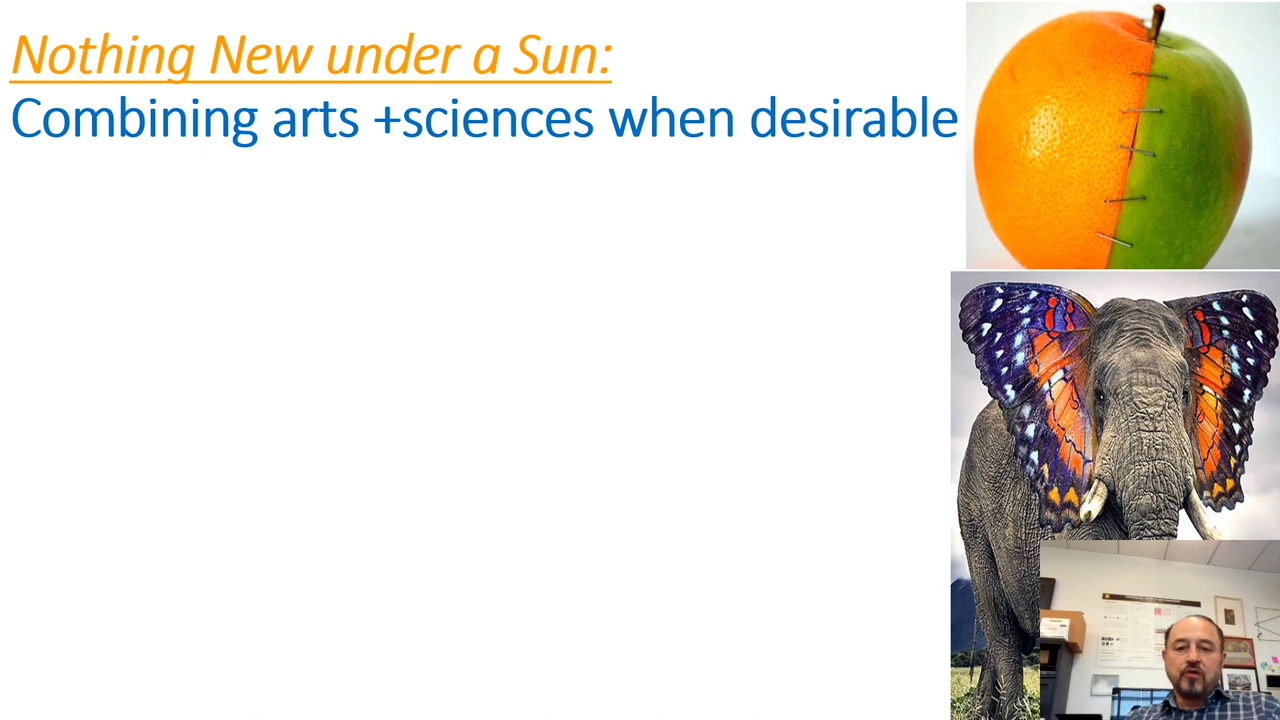 Nothing New under a Sun:
Combining arts +sciences when desirable